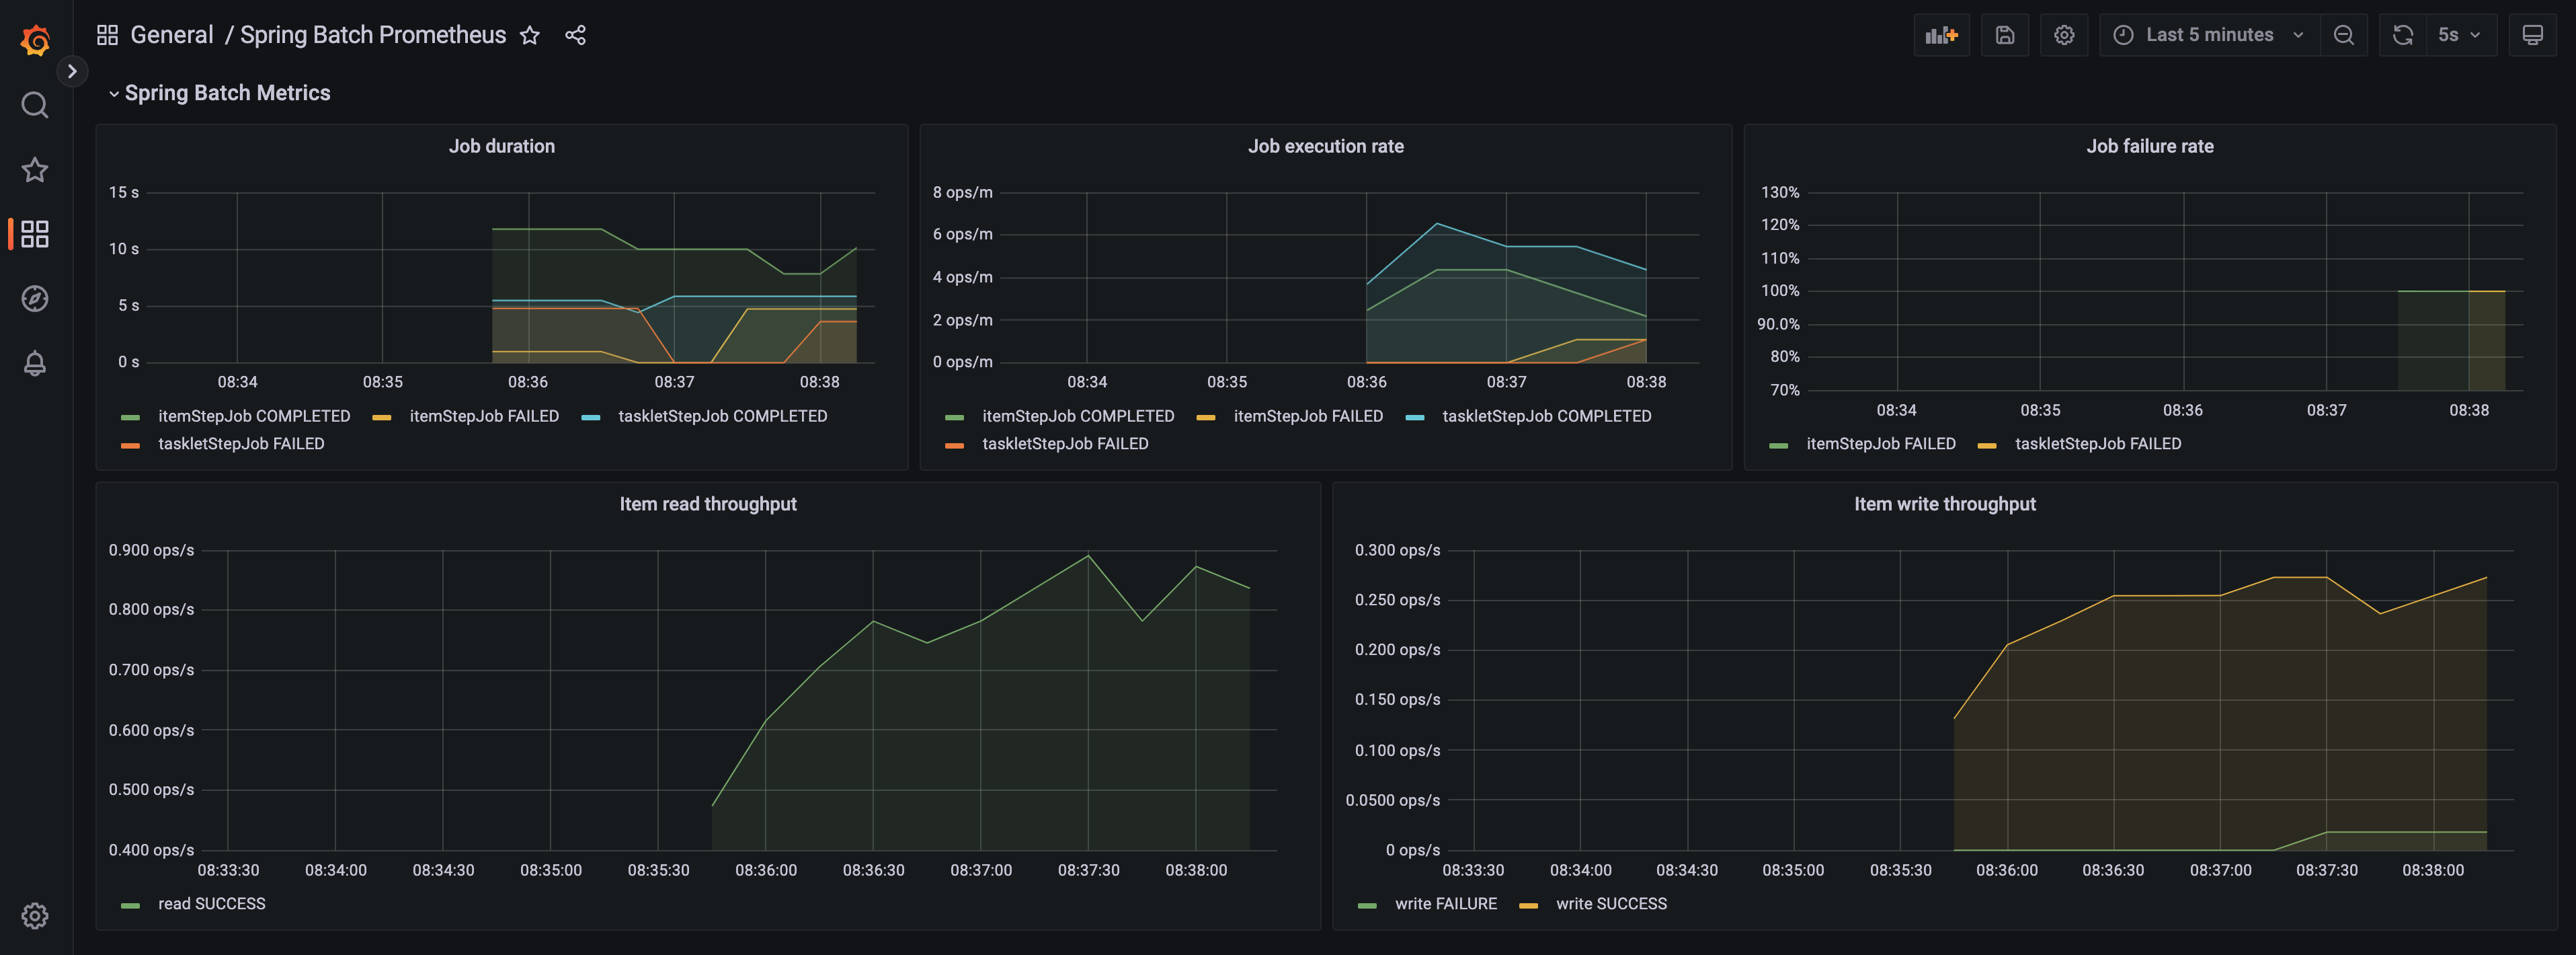 General / Spring Batch Prometheus
Last 5 minutes
5s
Spring Batch Metrics
Job duration
15 s
10 s
5 s
0 s
08:34 08:35 08:36 08:37 08:38
itemStepJob COMPLETED itemStepJob FAILED taskletStepJob COMPLETED
taskletStepJob FAILED
Job execution rate
8 ops/m
6 ops/m
4 ops/m
2 ops/m
0 ops/m
08:34 08:35 08:36 08:37 08:38
itemStepJob COMPLETED itemStepJob FAILED taskletStepJob COMPLETED
taskletStepJob FAILED
Job failure rate
130%
120%
110%
100%
90.0%
80%
70%
08:34 08:35 08:36 08:37 08:38
itemStepJob FAILED taskletStepJob FAILED
Item read throughput
0.900 ops/s
0.800 ops/s
0.700 ops/s
0.600 ops/s
0.500 ops/s
0.400 ops/s
08:33:30 08:34:00 08:34:30 08:35:00 08:35:30 08:36:00 08:36:30 08:37:00 08:37:30 08:38:00
read SUCCESS
Item write throughput
0.300 ops/s
0.250 ops/s
0.200 ops/s
0.150 ops/s
0.100 ops/s
0.0500 ops/s
0 ops/s
08:33:30 08:34:00 08:34:30 08:35:00 08:35:30 08:36:00 08:36:30 08:37:00 08:37:30 08:38:00
write FAILURE write SUCCESS